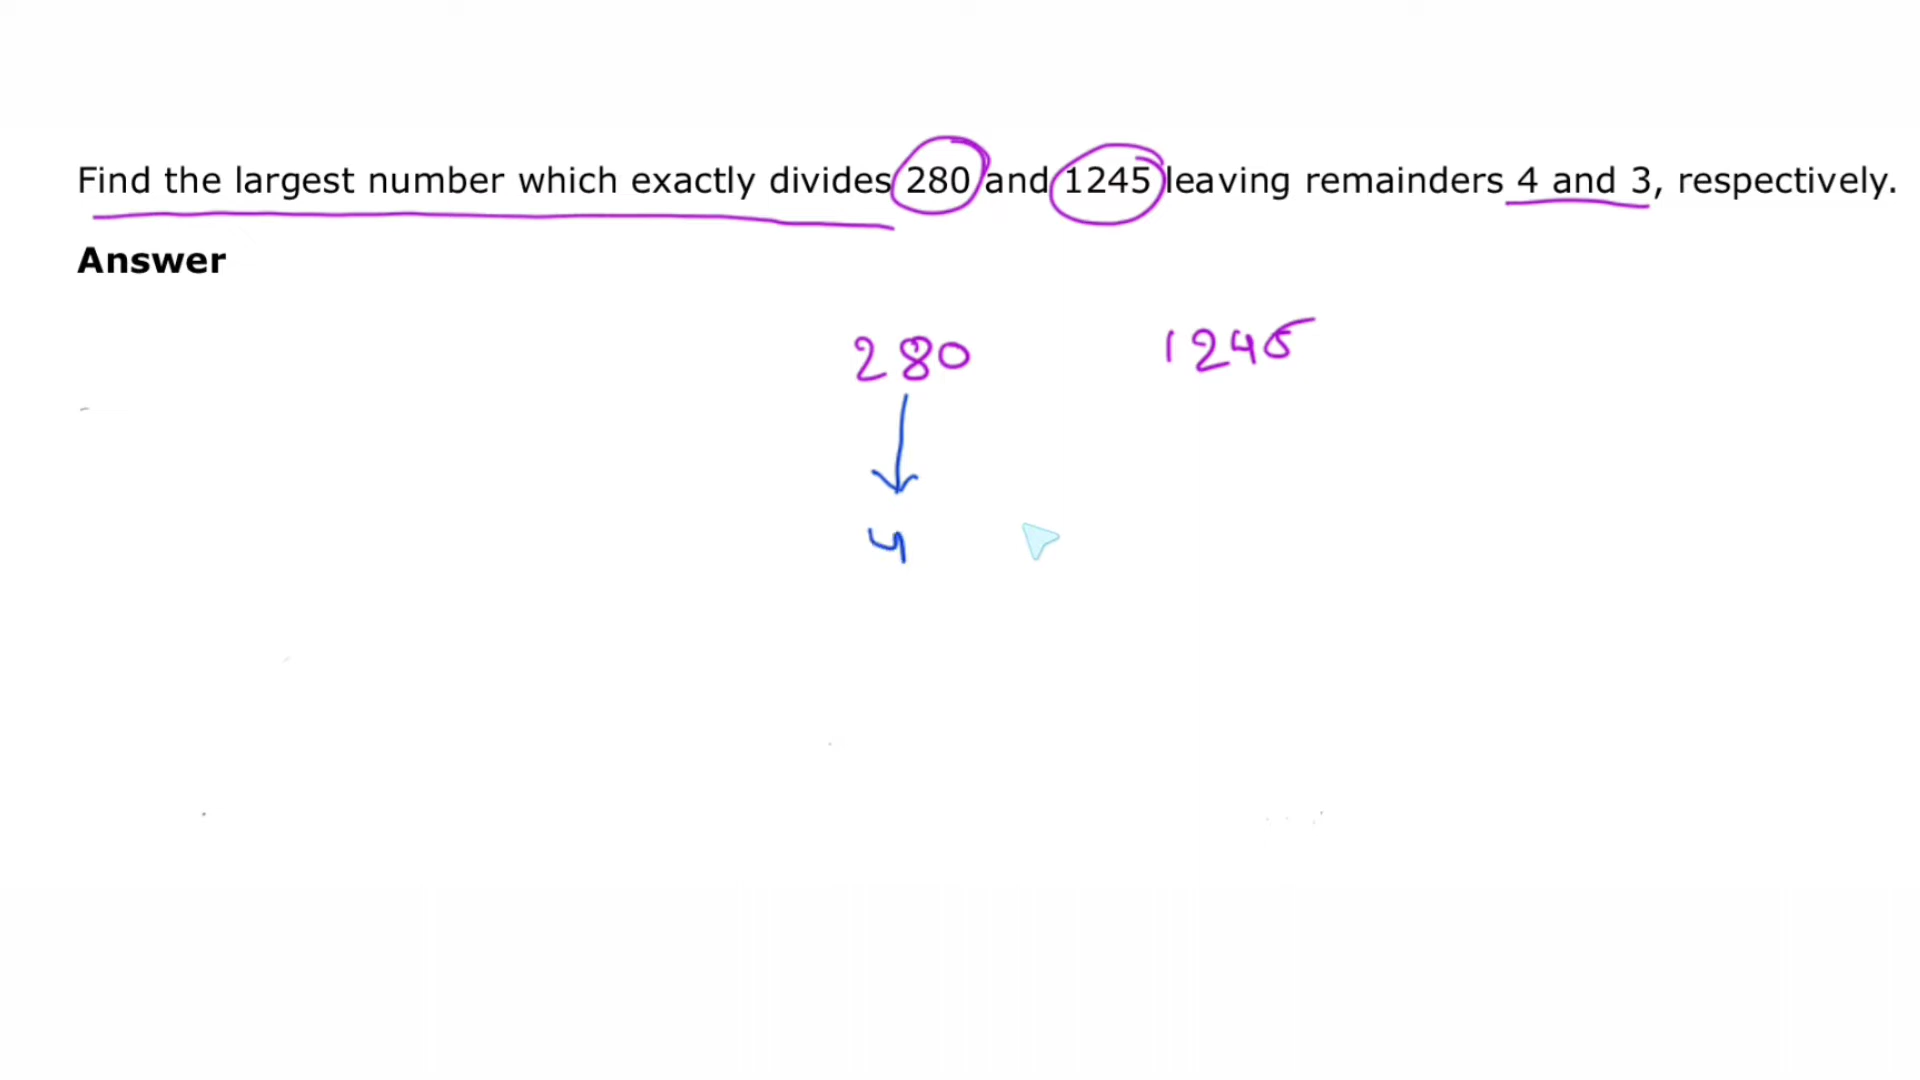 Find the largest number which exactly divides 280 and 1245 leaving remainders 4 and 3, respectively.
Answer
280 1245
4